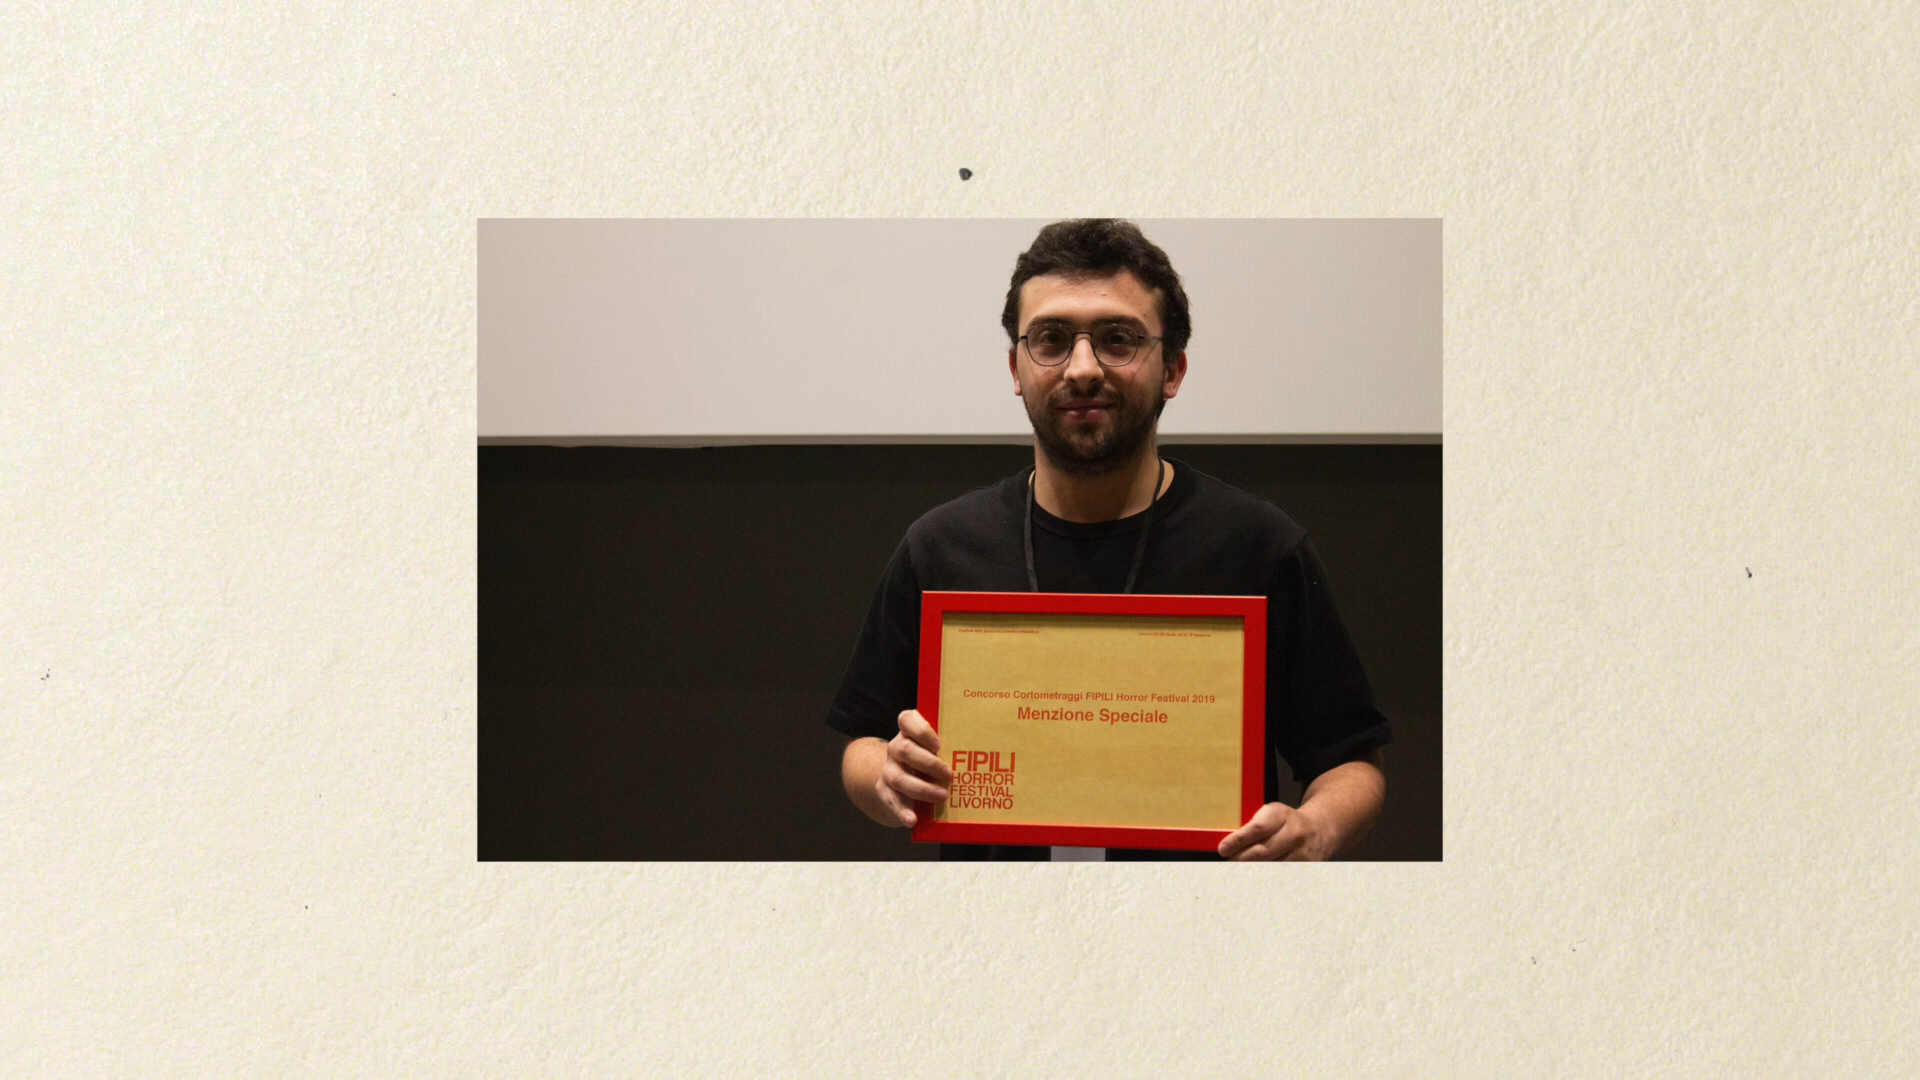 Concorso Cortometraggi FIPILI Horror Festival 2019
Menzione Speciale
FIPILI
HORROR
FESTIVAL
LIVORNO